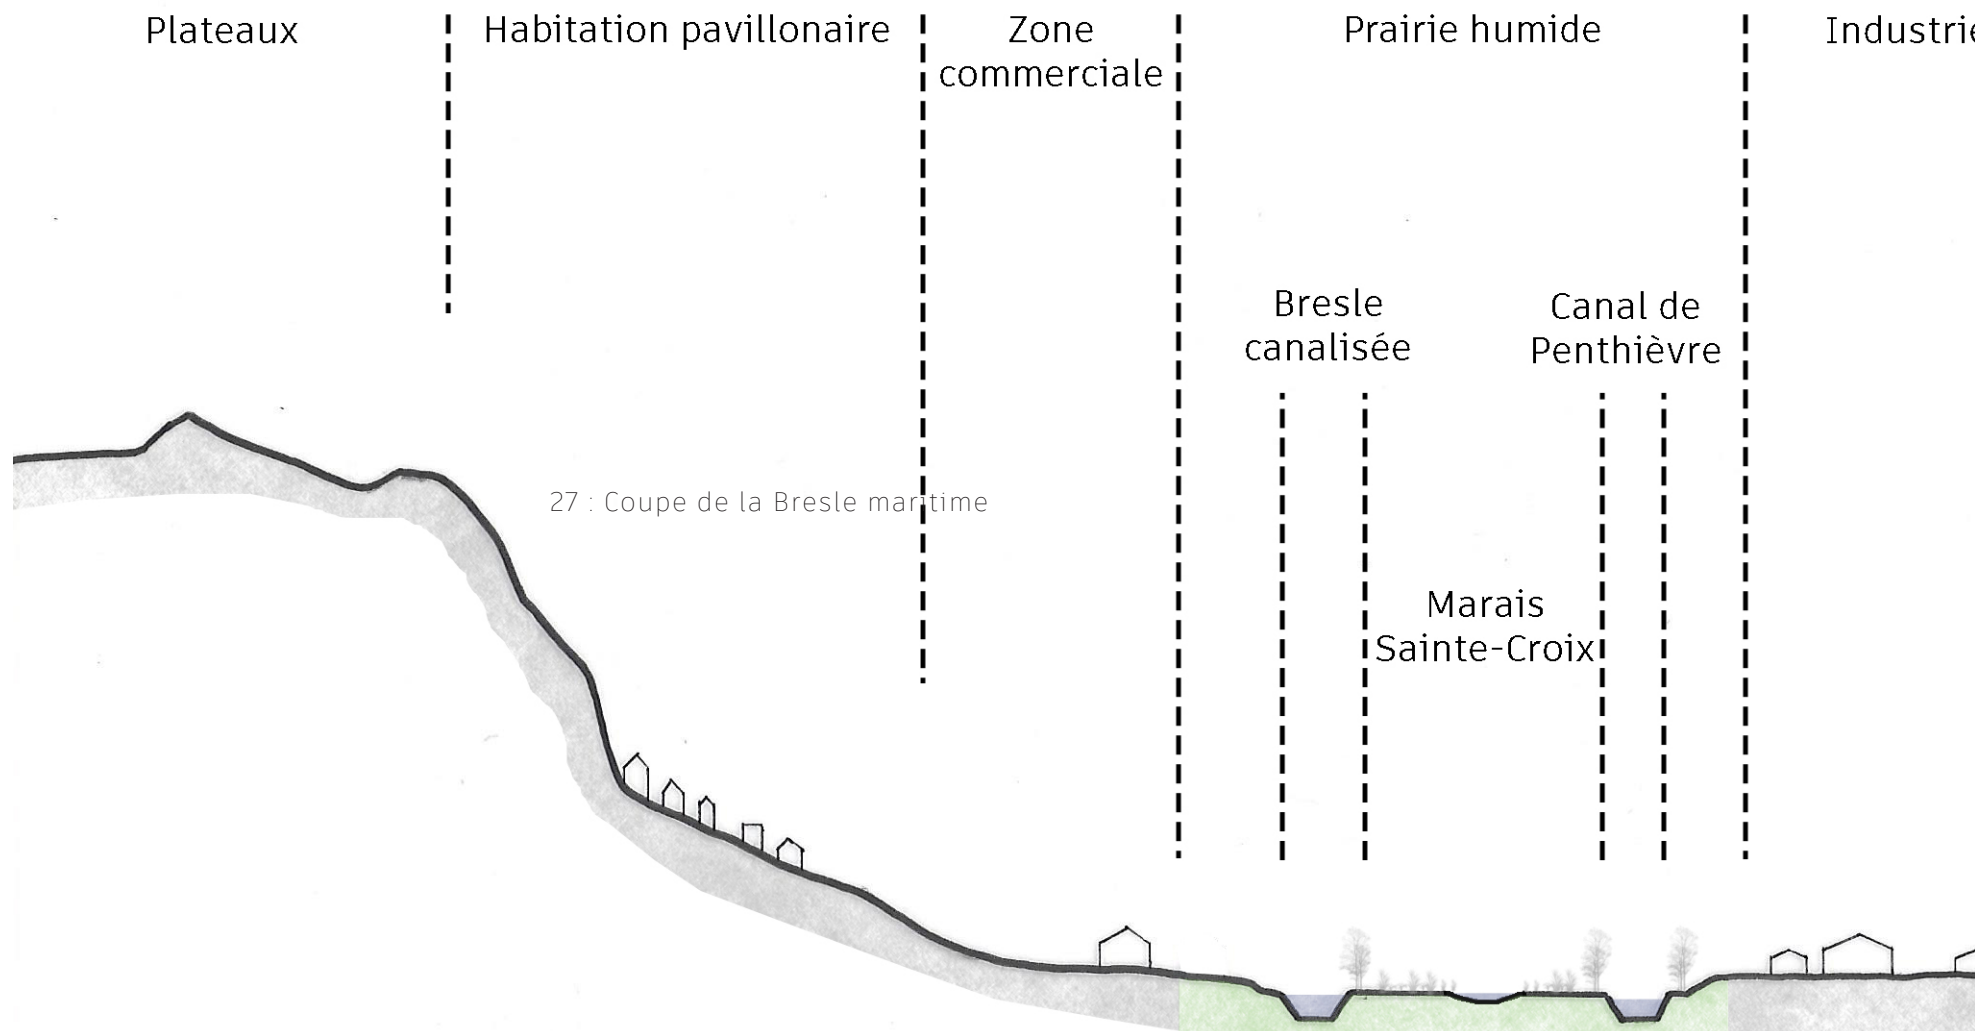 Plateaux
Habitation pavillonaire
Zone
commerciale
Prairie humide
Bresle
canalisée
Canal de
Penthièvre
27 : Coupe de la Bresle maritime
Marais
Sainte-Croix